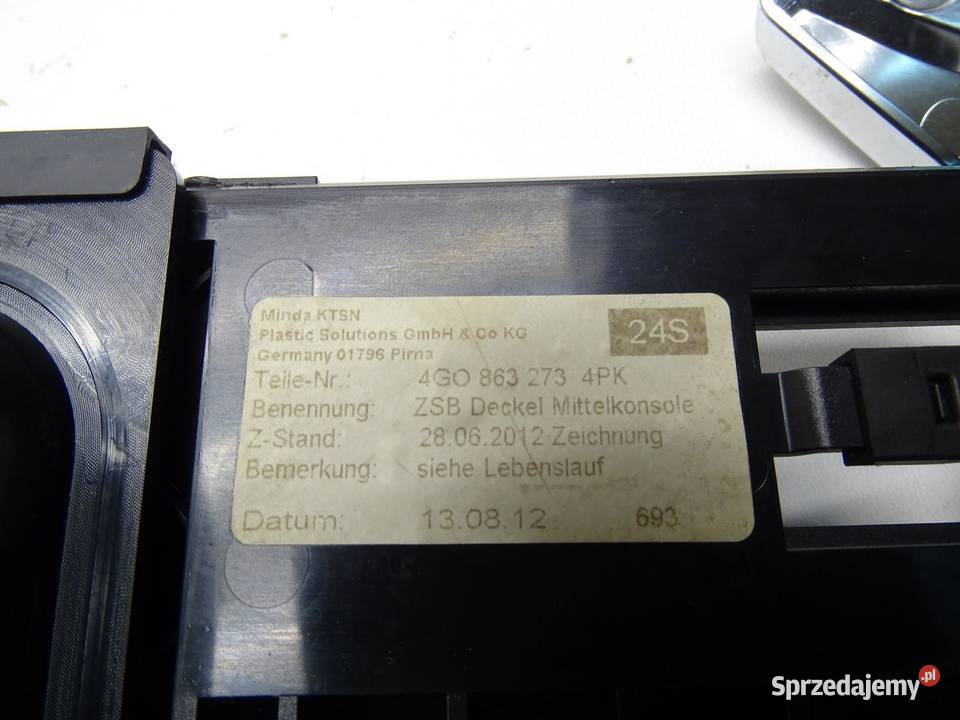 Minda KTSN
Plastic Solutions GmbH & Co KG
Germany 01796 Pirna
24S
Teile-Nr.: 4GO 863 273 4PK
Benennung: ZSB Deckel Mittelkonsole
Z-Stand: 28.06.2012 Zeichnung
Bemerkung: siehe Lebenslauf
Datum: 13.08.12 693
Sprzedajemy.pl